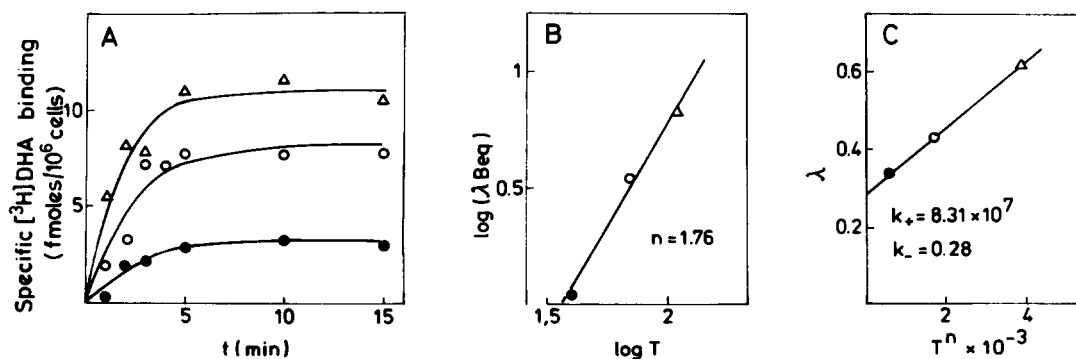 A
Specific [³H]DHA binding
(fmoles/10⁶ cells)
10
5
0
5
10
15
t (min)
B
log (λBeq)
1
0.5
1,5
2
log T
n = 1.76
C
λ
0.6
0.4
0.2
2
4
Tⁿ × 10⁻³
k₊ = 8.31 × 10⁷
k₋ = 0.28